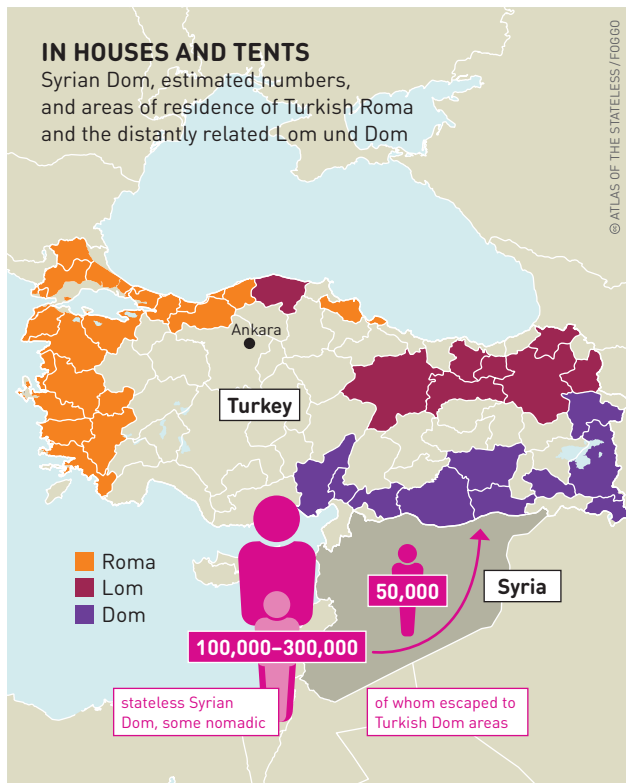 IN HOUSES AND TENTS
Syrian Dom, estimated numbers,
and areas of residence of Turkish Roma
and the distantly related Lom und Dom
© ATLAS OF THE STATELESS / FOGGO
Ankara
Turkey
Roma
Lom
Dom
50,000
Syria
100,000–300,000
stateless Syrian
Dom, some nomadic
of whom escaped to
Turkish Dom areas